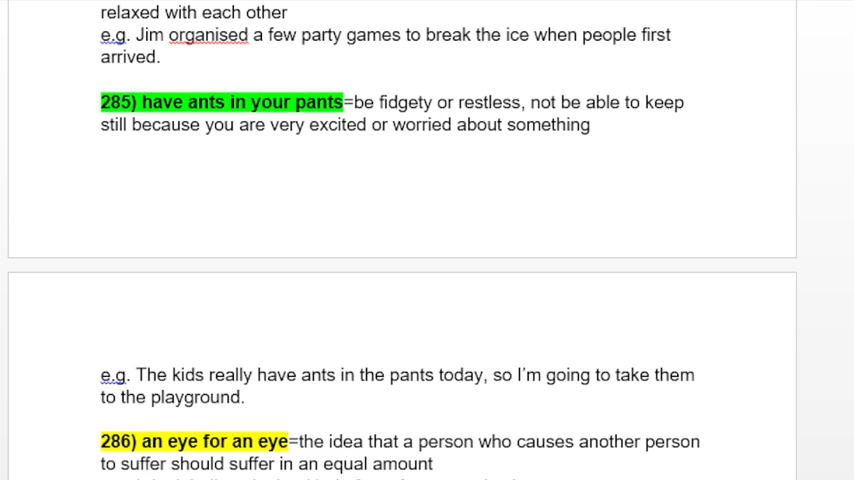 relaxed with each other
e.g. Jim organised a few party games to break the ice when people first
arrived.
285) have ants in your pants=be fidgety or restless, not be able to keep
still because you are very excited or worried about something
e.g. The kids really have ants in the pants today, so I’m going to take them
to the playground.
286) an eye for an eye=the idea that a person who causes another person
to suffer should suffer in an equal amount